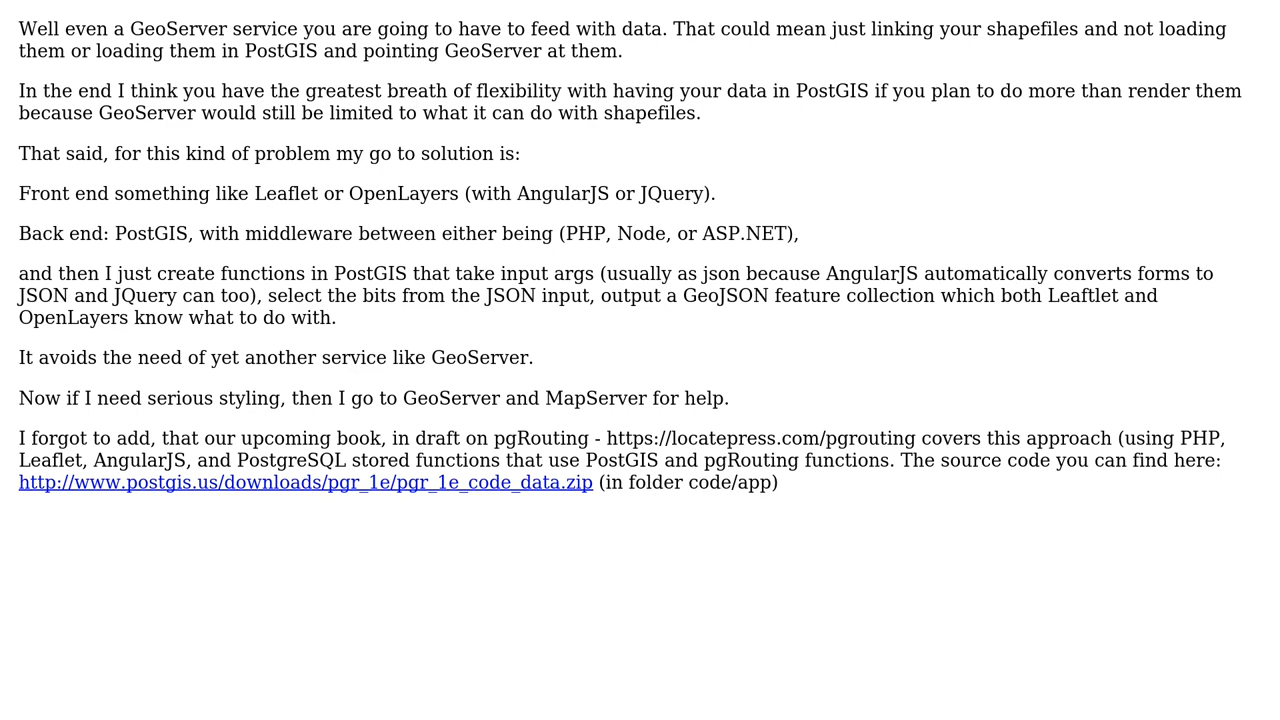 Well even a GeoServer service you are going to have to feed with data. That could mean just linking your shapefiles and not loading
them or loading them in PostGIS and pointing GeoServer at them.
In the end I think you have the greatest breath of flexibility with having your data in PostGIS if you plan to do more than render them
because GeoServer would still be limited to what it can do with shapefiles.
That said, for this kind of problem my go to solution is:
Front end something like Leaflet or OpenLayers (with AngularJS or JQuery).
Back end: PostGIS, with middleware between either being (PHP, Node, or ASP.NET),
and then I just create functions in PostGIS that take input args (usually as json because AngularJS automatically converts forms to
JSON and JQuery can too), select the bits from the JSON input, output a GeoJSON feature collection which both Leaftlet and
OpenLayers know what to do with.
It avoids the need of yet another service like GeoServer.
Now if I need serious styling, then I go to GeoServer and MapServer for help.
I forgot to add, that our upcoming book, in draft on pgRouting - https://locatepress.com/pgrouting covers this approach (using PHP,
Leaflet, AngularJS, and PostgreSQL stored functions that use PostGIS and pgRouting functions. The source code you can find here:
http://www.postgis.us/downloads/pgr_1e/pgr_1e_code_data.zip (in folder code/app)